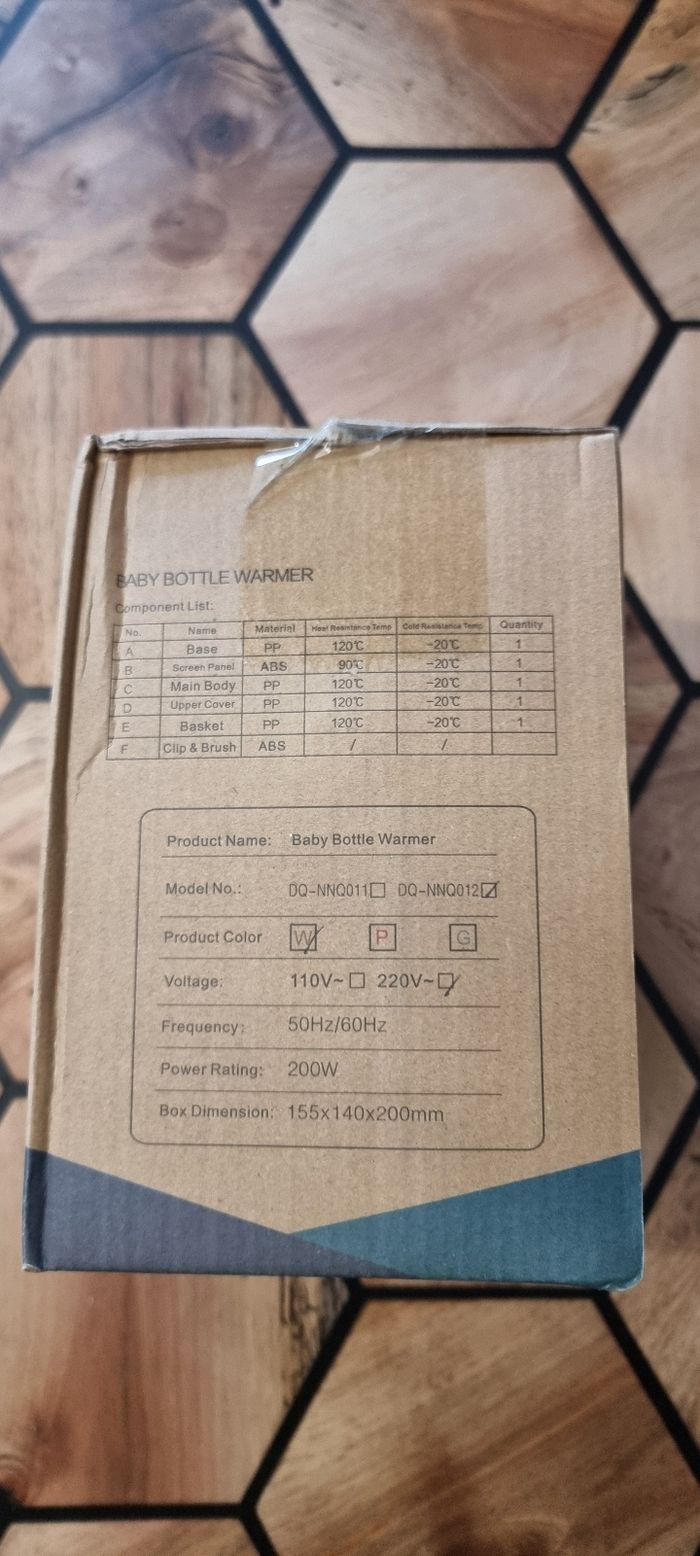 BABY BOTTLE WARMER
Component List:
No. Name Material Heat Resistance Temp Cold Resistance Temp Quantity
A Base PP 120℃ -20℃ 1
B Screen Panel ABS 90℃ -20℃ 1
C Main Body PP 120℃ -20℃ 1
D Upper Cover PP 120℃ -20℃ 1
E Basket PP 120℃ -20℃ 1
F Clip & Brush ABS / /
Product Name: Baby Bottle Warmer
Model No.: DQ-NNQ011☐ DQ-NNQ012☑
Product Color W P G
Voltage: 110V~☐ 220V~☑
Frequency: 50Hz/60Hz
Power Rating: 200W
Box Dimension: 155x140x200mm